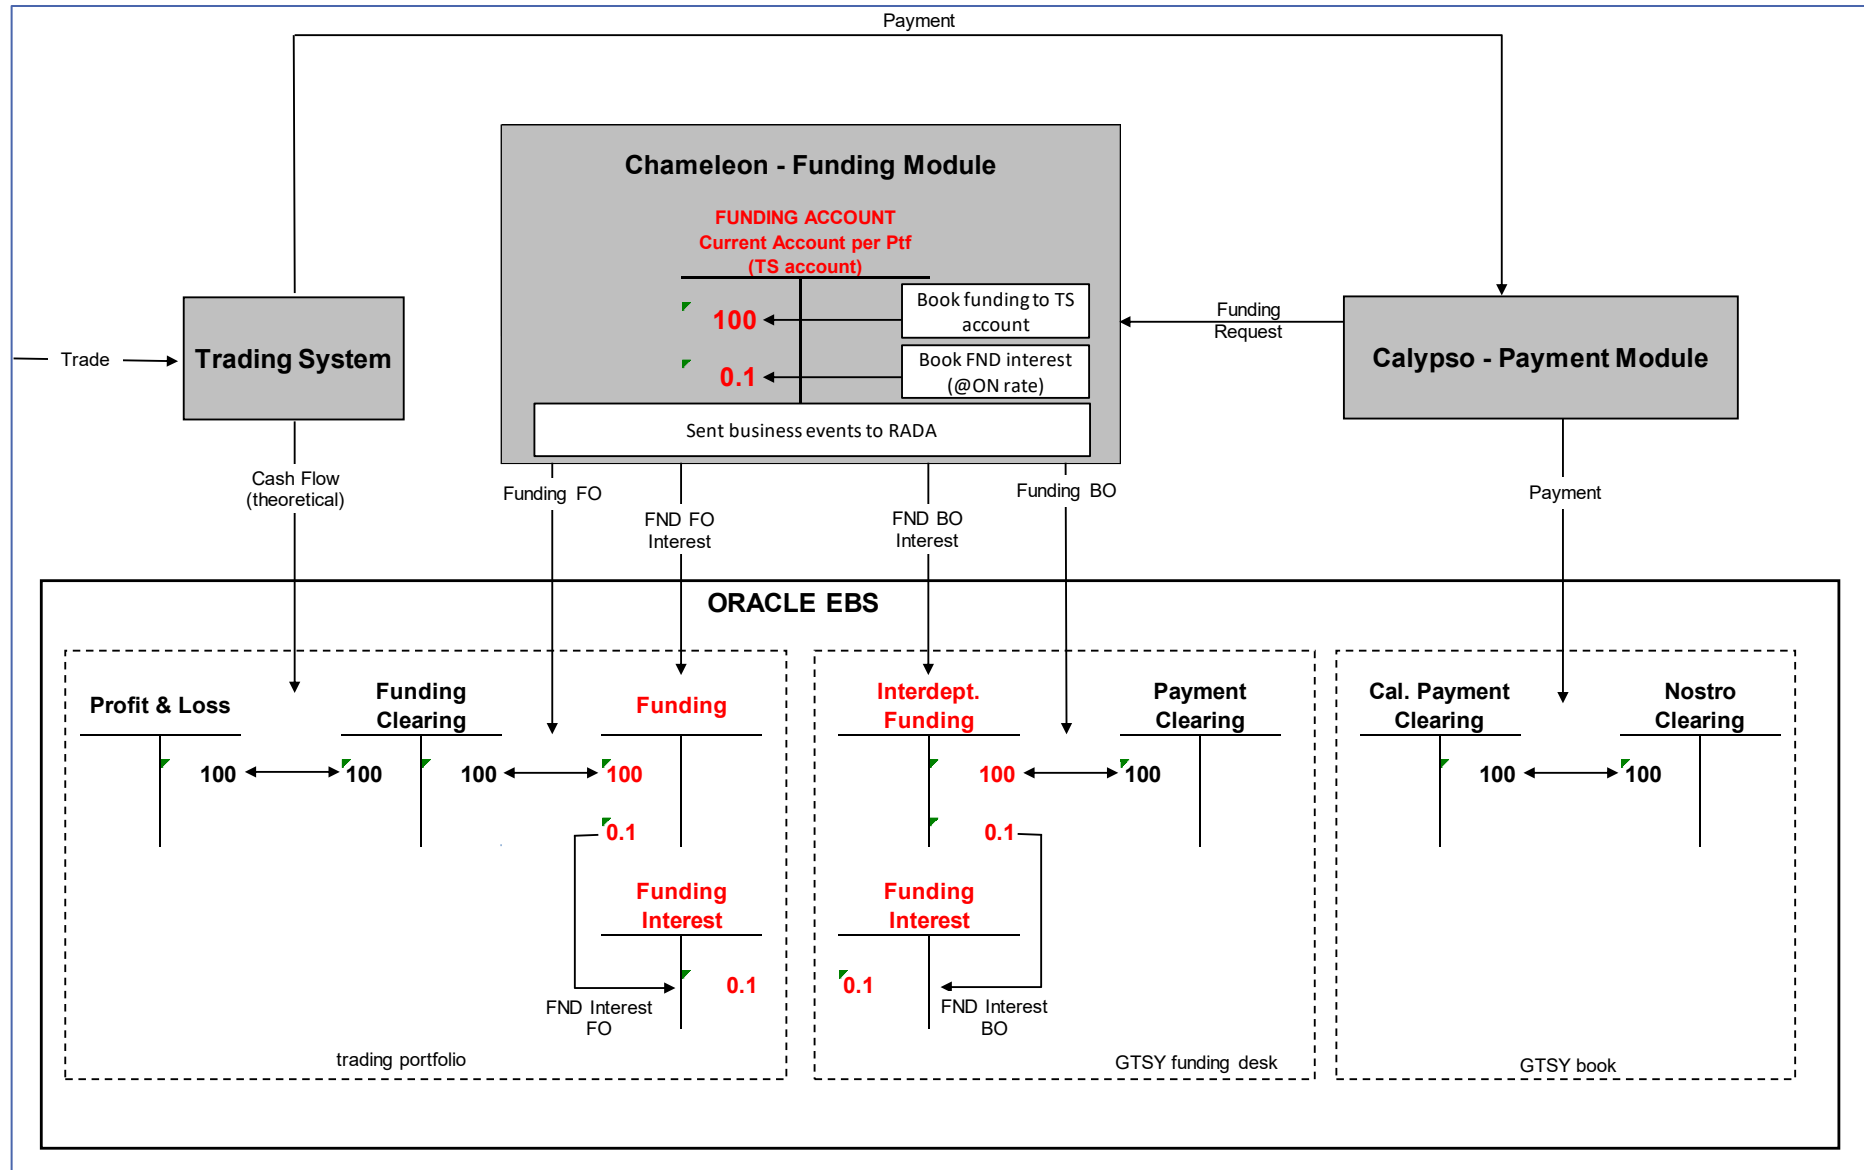 Payment
Chameleon - Funding Module
FUNDING ACCOUNT
Current Account per Ptf
(TS account)
Book funding to TS
account
100
Book FND interest
(@ON rate)
0.1
Sent business events to RADA
Trade
Trading System
Funding
Request
Calypso - Payment Module
Cash Flow
(theoretical)
Funding FO
FND FO
Interest
FND BO
Interest
Funding BO
Payment
ORACLE EBS
Profit & Loss
Funding
Clearing
Funding
100
100
100
100
0.1
Funding
Interest
0.1
FND Interest
FO
trading portfolio
Interdept.
Funding
Payment
Clearing
100
100
0.1
Funding
Interest
0.1
FND Interest
BO
GTSY funding desk
Cal. Payment
Clearing
Nostro
Clearing
100
100
GTSY book